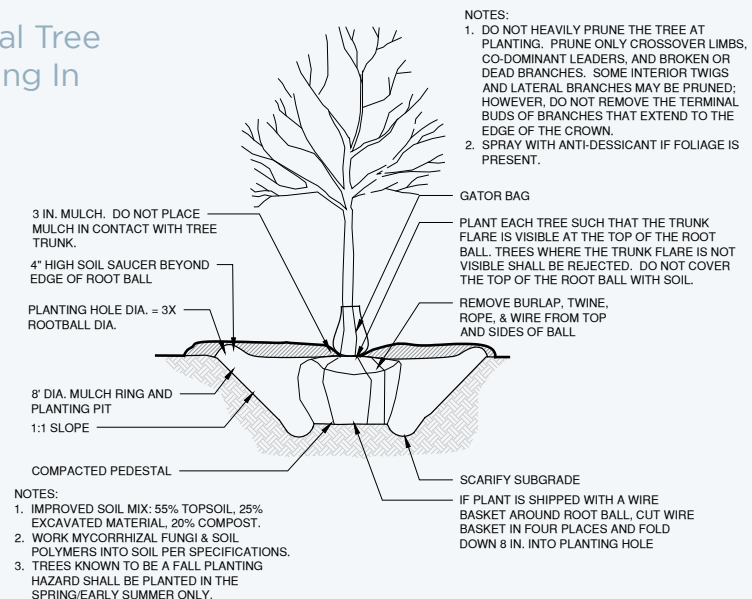 al Tree
ng In
NOTES:
1. DO NOT HEAVILY PRUNE THE TREE AT
PLANTING. PRUNE ONLY CROSSOVER LIMBS,
CO-DOMINANT LEADERS, AND BROKEN OR
DEAD BRANCHES. SOME INTERIOR TWIGS
AND LATERAL BRANCHES MAY BE PRUNED;
HOWEVER, DO NOT REMOVE THE TERMINAL
BUDS OF BRANCHES THAT EXTEND TO THE
EDGE OF THE CROWN.
2. SPRAY WITH ANTI-DESSICANT IF FOLIAGE IS
PRESENT.
GATOR BAG
PLANT EACH TREE SUCH THAT THE TRUNK
FLARE IS VISIBLE AT THE TOP OF THE ROOT
BALL. TREES WHERE THE TRUNK FLARE IS NOT
VISIBLE SHALL BE REJECTED. DO NOT COVER
THE TOP OF THE ROOT BALL WITH SOIL.
REMOVE BURLAP, TWINE,
ROPE, & WIRE FROM TOP
AND SIDES OF BALL
3 IN. MULCH. DO NOT PLACE
MULCH IN CONTACT WITH TREE
TRUNK.
4" HIGH SOIL SAUCER BEYOND
EDGE OF ROOT BALL
PLANTING HOLE DIA. = 3X
ROOTBALL DIA.
8' DIA. MULCH RING AND
PLANTING PIT
1:1 SLOPE
COMPACTED PEDESTAL
SCARIFY SUBGRADE
IF PLANT IS SHIPPED WITH A WIRE
BASKET AROUND ROOT BALL, CUT WIRE
BASKET IN FOUR PLACES AND FOLD
DOWN 8 IN. INTO PLANTING HOLE
NOTES:
1. IMPROVED SOIL MIX: 55% TOPSOIL, 25%
EXCAVATED MATERIAL, 20% COMPOST.
2. WORK MYCORRHIZAL FUNGI & SOIL
POLYMERS INTO SOIL PER SPECIFICATIONS.
3. TREES KNOWN TO BE A FALL PLANTING
HAZARD SHALL BE PLANTED IN THE
SPRING/EARLY SUMMER ONLY.